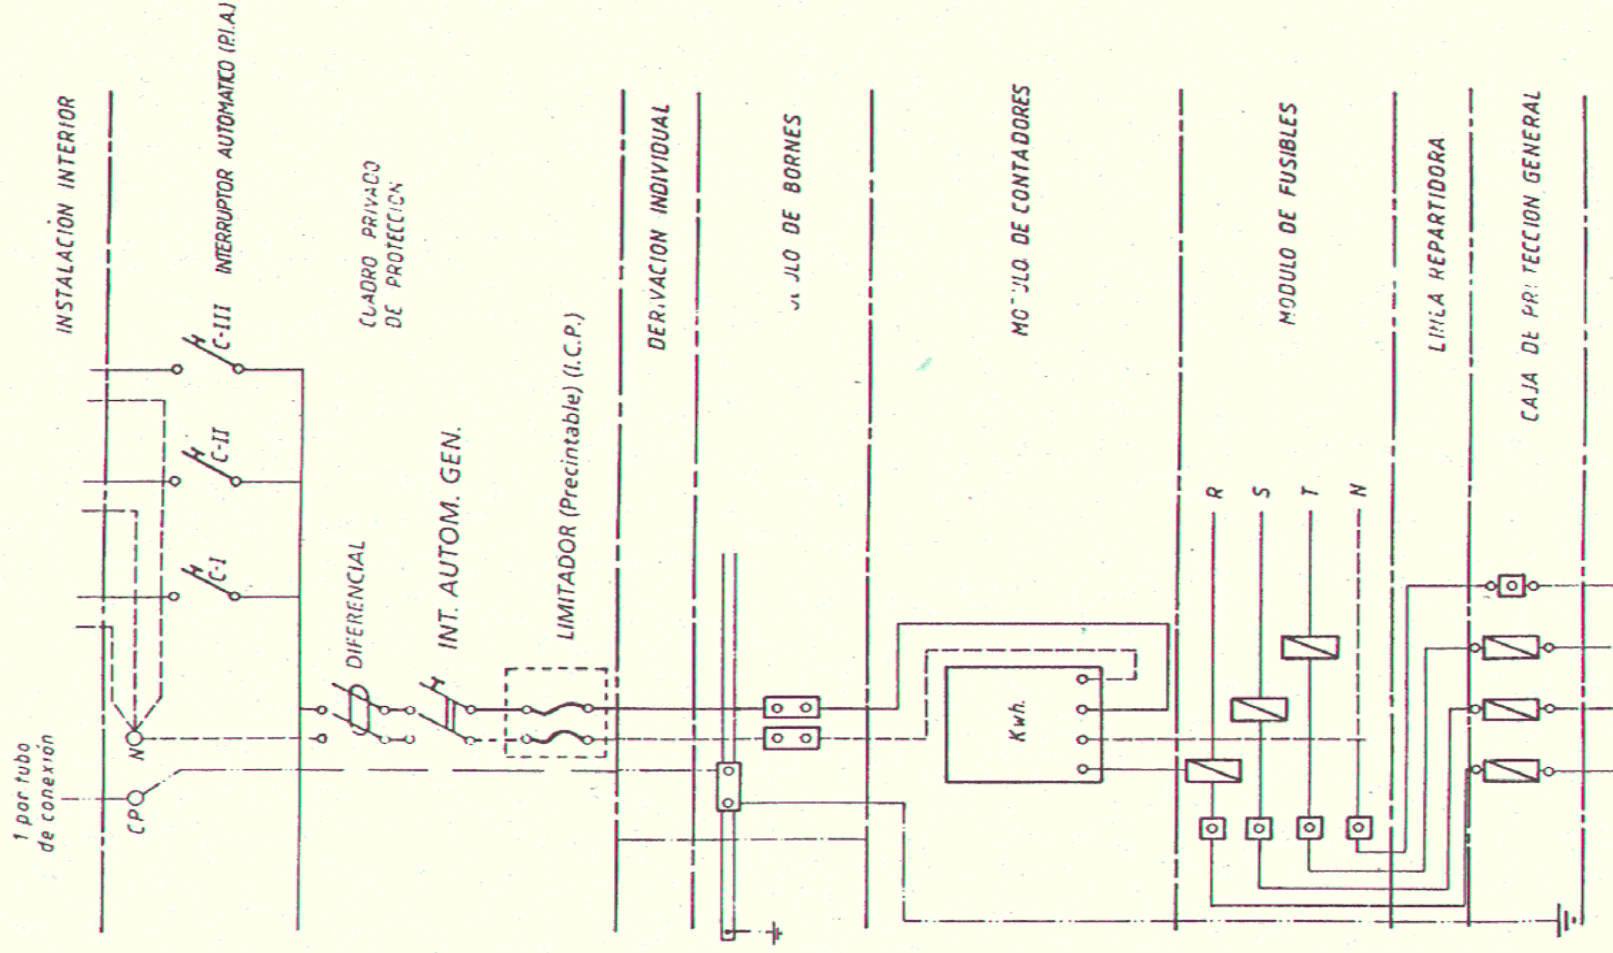 1 por tubo
de conexión
CP
N
INSTALACION INTERIOR
C-I
C-II
C-III
INTERRUPTOR AUTOMATICO (P.I.A.)
CUADRO PRIVADO
DE PROTECCION
DIFERENCIAL
INT. AUTOM. GEN.
LIMITADOR (Precintable) (I.C.P.)
DERIVACION INDIVIDUAL
DE BORNES
DE CONTADORES
Kwh.
MODULO DE FUSIBLES
R
S
T
N
REPARTIDORA
CAJA DE GENERAL